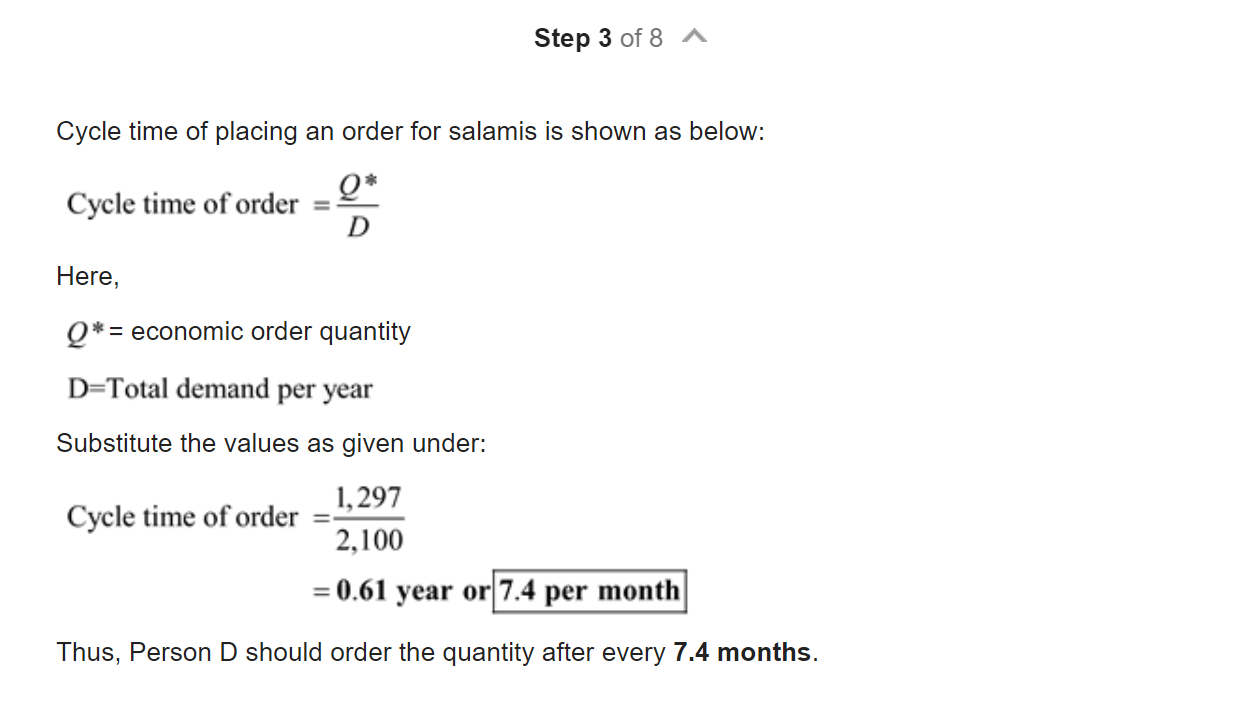 Step 3 of 8
Cycle time of placing an order for salamis is shown as below:
Cycle time of order = Q* / D
Here,
Q* = economic order quantity
D=Total demand per year
Substitute the values as given under:
Cycle time of order = 1,297 / 2,100
= 0.61 year or 7.4 per month
Thus, Person D should order the quantity after every 7.4 months.